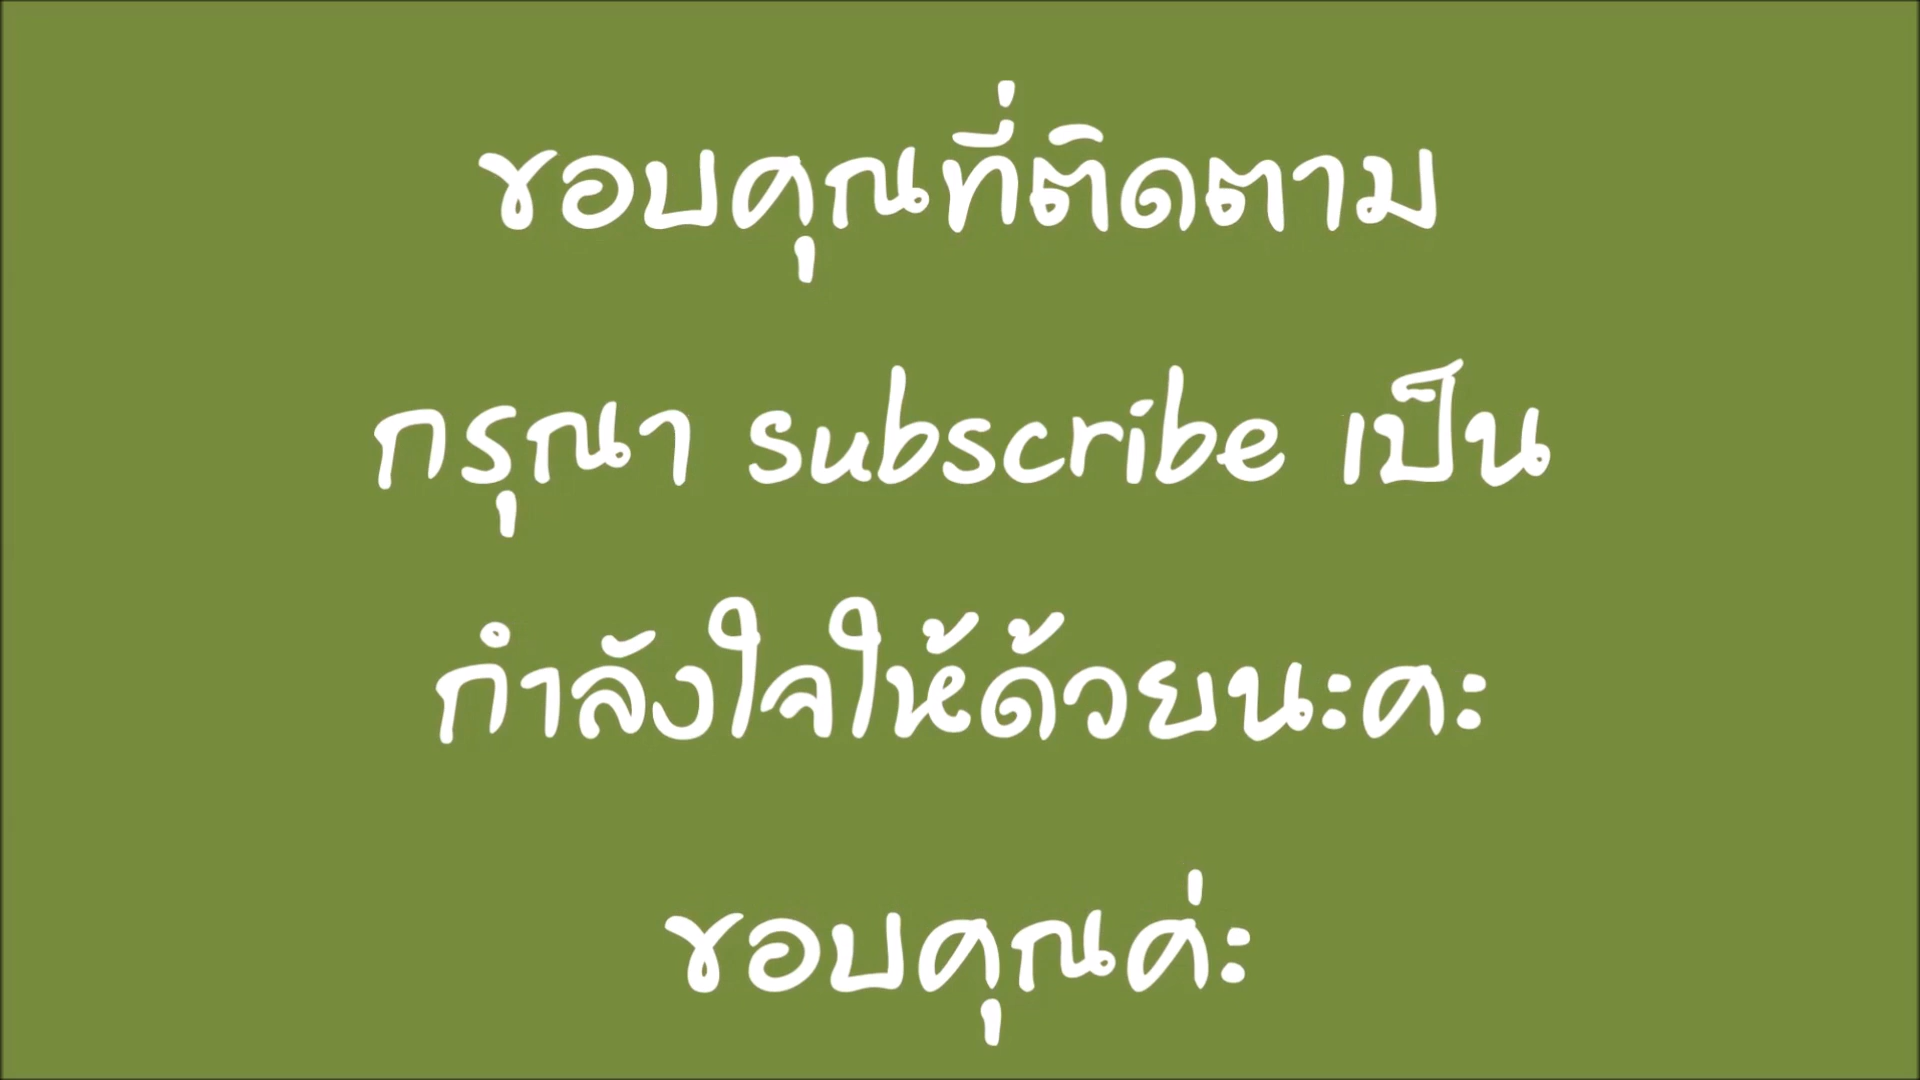 ขอบคุณที่ติดตาม
กรุณา subscribe เป็น
กำลังใจให้ด้วยนะคะ
ขอบคุณค่ะ